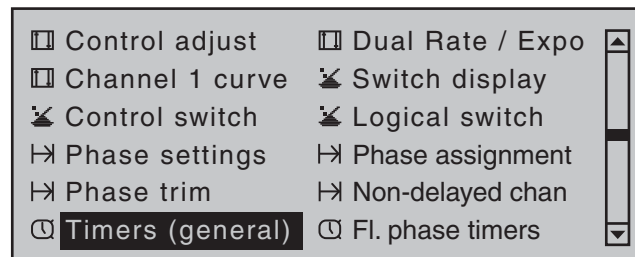 Control adjust Dual Rate / Expo
Channel 1 curve Switch display
Control switch Logical switch
Phase settings Phase assignment
Phase trim Non-delayed chan
Timers (general) Fl. phase timers